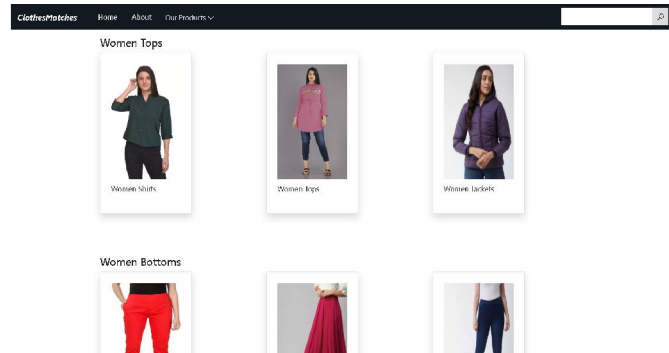 ClothesMatches Home About Our Products
Women Tops
Women Shirts Women Tops Women Jackets
Women Bottoms